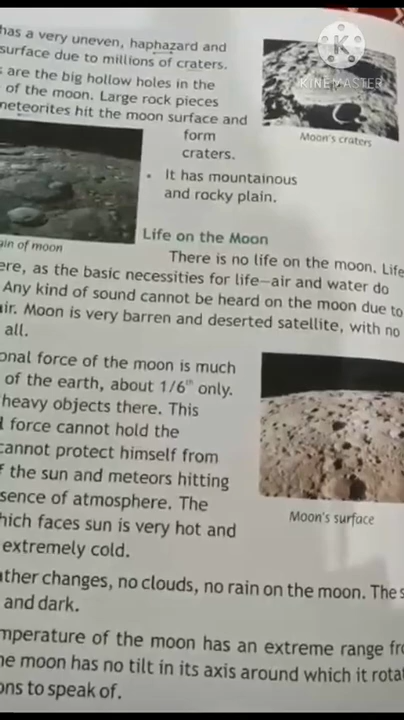 has a very uneven, haphazard and
surface due to millions of craters.
are the big hollow holes in the
of the moon. Large rock pieces
meteorites hit the moon surface and
form
craters.
Moon's craters
K
KINEMASTER
• It has mountainous
and rocky plain.
of moon
Life on the Moon
There is no life on the moon. Life
ere, as the basic necessities for life—air and water do
Any kind of sound cannot be heard on the moon due to
air. Moon is very barren and deserted satellite, with no
all.
onal force of the moon is much
of the earth, about 1/6th only.
heavy objects there. This
force cannot hold the
cannot protect himself from
the sun and meteors hitting
sence of atmosphere. The
hich faces sun is very hot and
extremely cold.
Moon's surface
ather changes, no clouds, no rain on the moon. The s
and dark.
mperature of the moon has an extreme range fro
he moon has no tilt in its axis around which it rotat
ons to speak of.